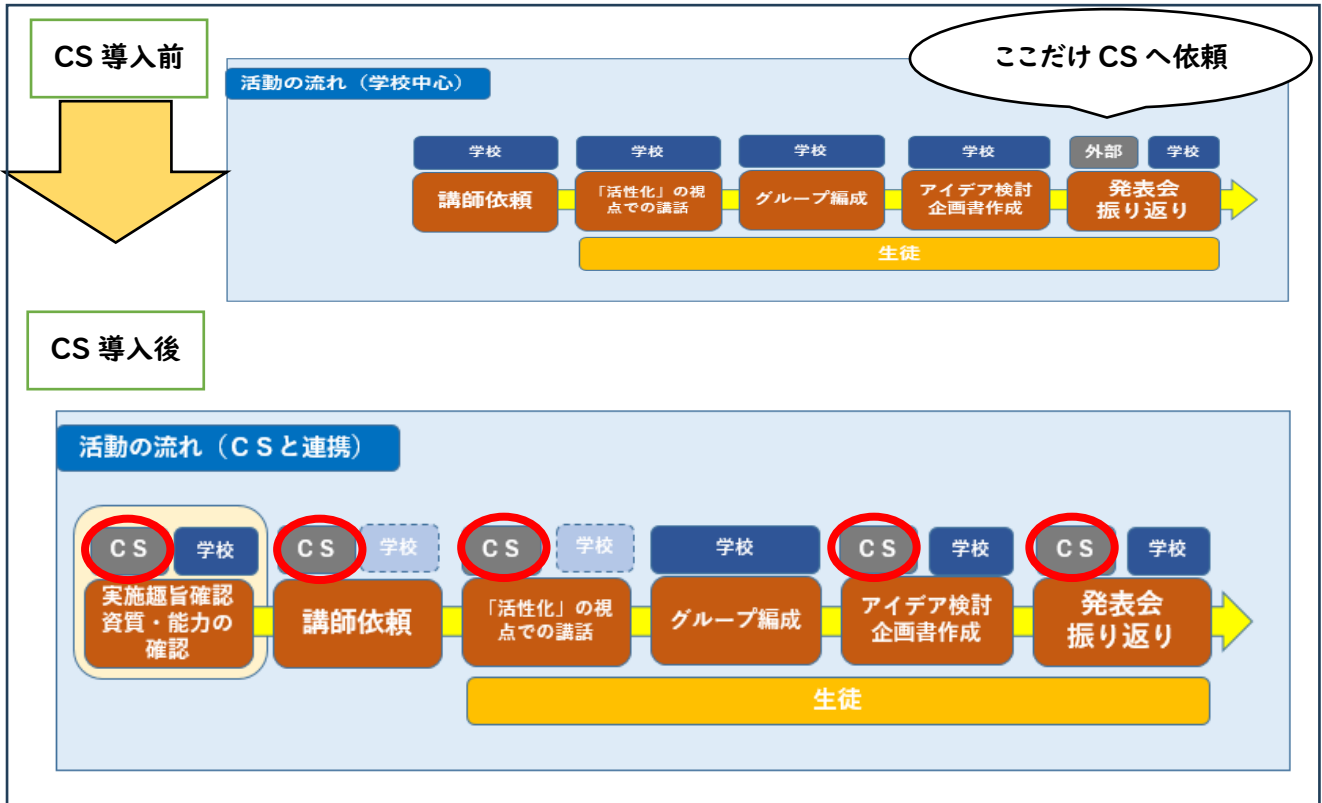 CS 導入前
ここだけ CS へ依頼
活動の流れ（学校中心）
学校
学校
学校
学校
外部
学校
講師依頼
「活性化」の視
点での講話
グループ編成
アイデア検討
企画書作成
発表会
振り返り
生徒
CS 導入後
活動の流れ（ＣＳと連携）
ＣＳ
学校
ＣＳ
学校
ＣＳ
学校
学校
ＣＳ
学校
ＣＳ
学校
実施趣旨確認
資質・能力の
確認
講師依頼
「活性化」の視
点での講話
グループ編成
アイデア検討
企画書作成
発表会
振り返り
生徒